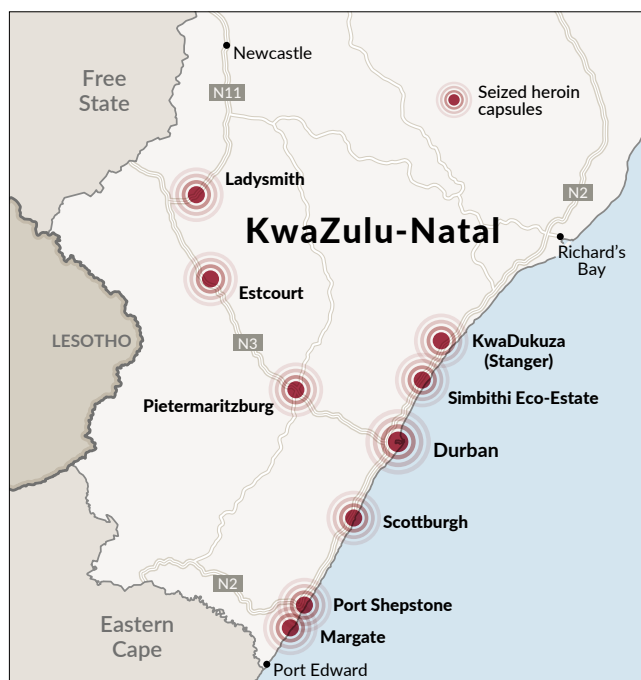 Newcastle
Free
State
N11
Seized heroin
capsules
Ladysmith
N2
KwaZulu-Natal
Richard's
Bay
Estcourt
LESOTHO
N3
KwaDukuza
(Stanger)
Simbithi Eco-Estate
Pietermaritzburg
Durban
Scottburgh
N2
Port Shepstone
Eastern
Cape
Margate
Port Edward